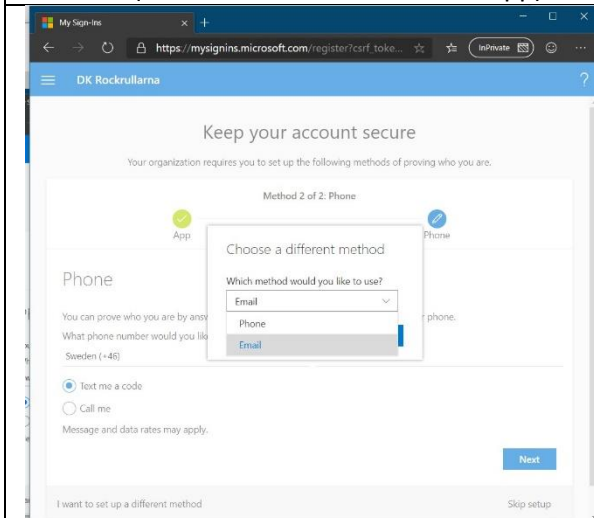 My Sign-Ins
https://mysignins.microsoft.com/register?csrf_toke...
InPrivate
DK Rockrullarna
?
Keep your account secure
Your organization requires you to set up the following methods of proving who you are.
Method 2 of 2: Phone
App
Phone
Choose a different method
Which method would you like to use?
Email
Phone
Email
Phone
You can prove who you are by answ
phone.
What phone number would you lik
Sweden (+46)
Text me a code
Call me
Message and data rates may apply.
Next
I want to set up a different method
Skip setup